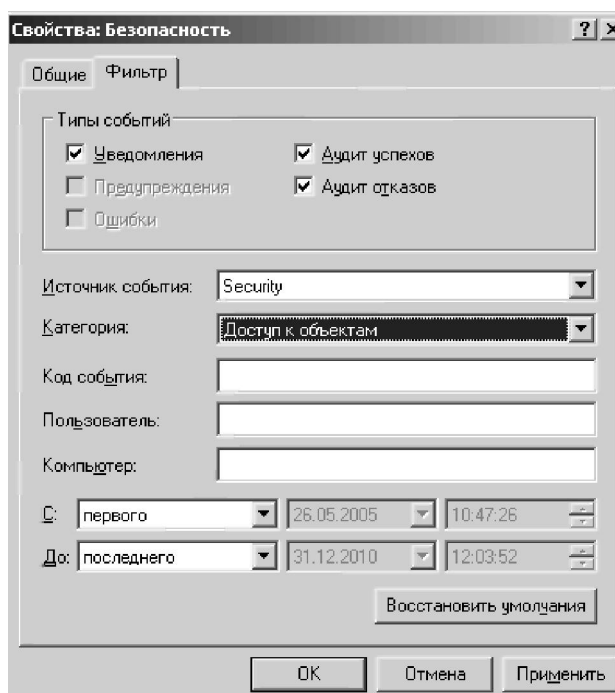 Свойства: Безопасность
Общие Фильтр
Типы событий
Уведомления Аудит успехов
Предупреждения Аудит отказов
Ошибки
Источник события: Security
Категория: Доступ к объектам
Код события:
Пользователь:
Компьютер:
С: первого 26.05.2005 10:47:26
До: последнего 31.12.2010 12:03:52
Восстановить умолчания
OK Отмена Применить